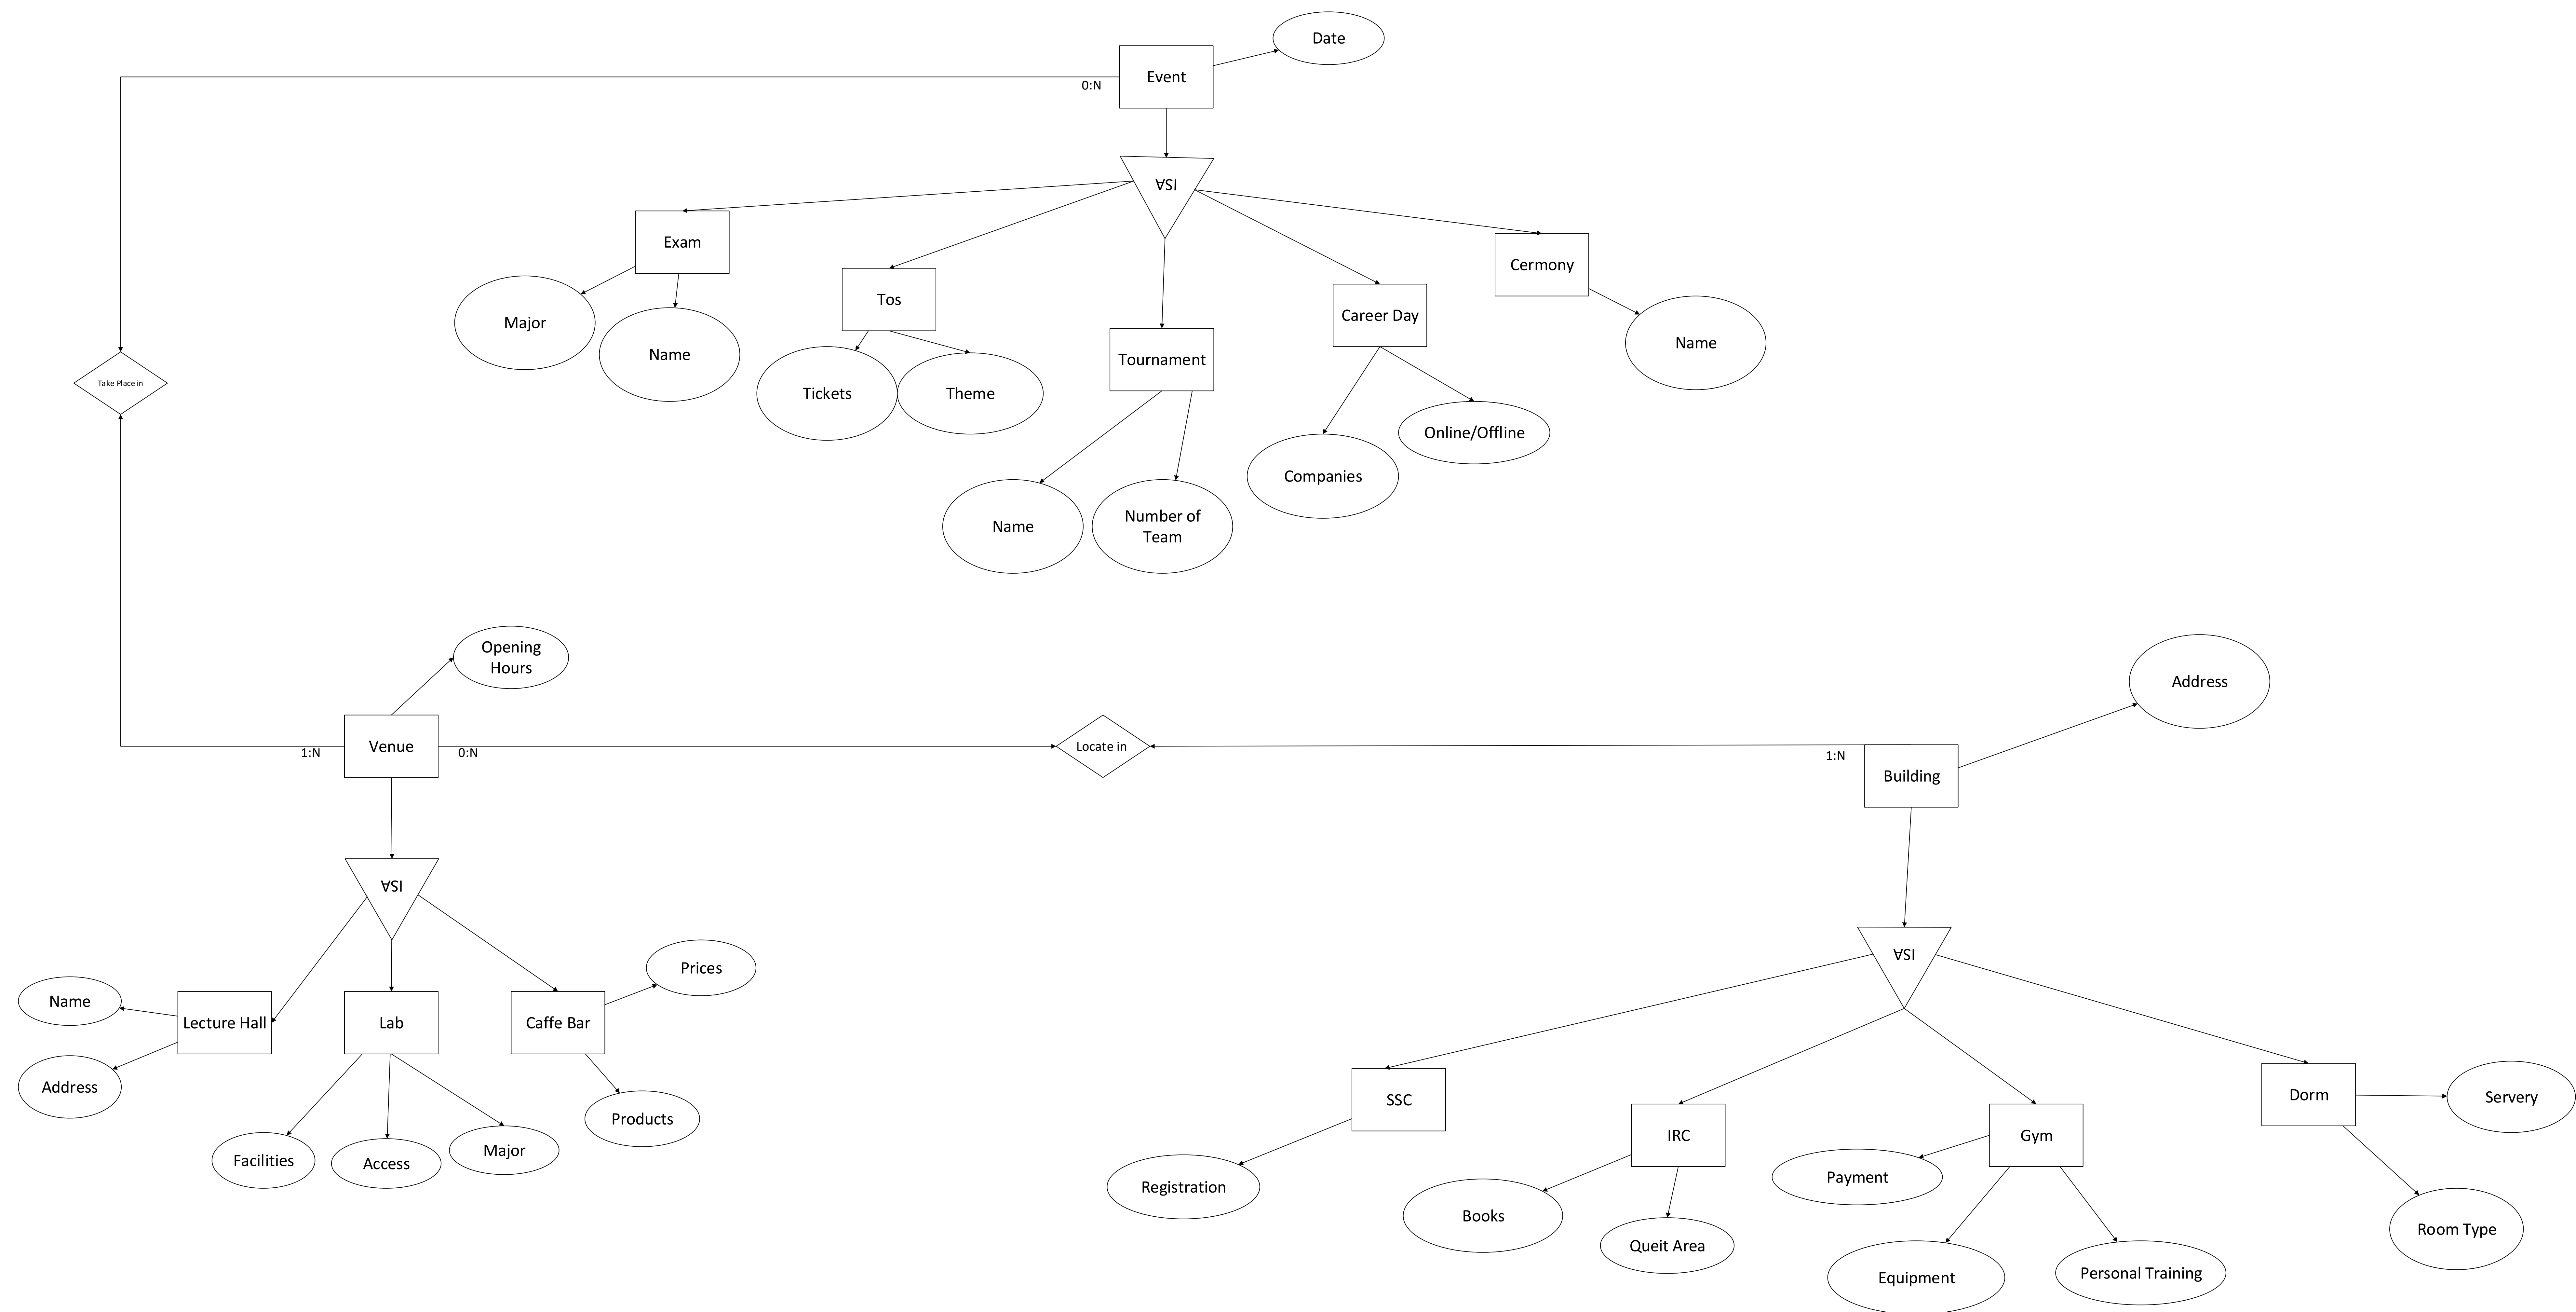 Date
Event
0:N
ISA
Exam
Cermony
Tos
Career Day
Major
Name
Tournament
Name
Take Place in
Tickets
Theme
Online/Offline
Companies
Name
Number of
Team
Opening
Hours
Address
Venue
1:N
0:N
Locate in
1:N
Building
ISA
ISA
Prices
Name
Lecture Hall
Lab
Caffe Bar
Address
Products
Facilities
Access
Major
SSC
Dorm
Servery
IRC
Gym
Registration
Payment
Books
Queit Area
Room Type
Equipment
Personal Training